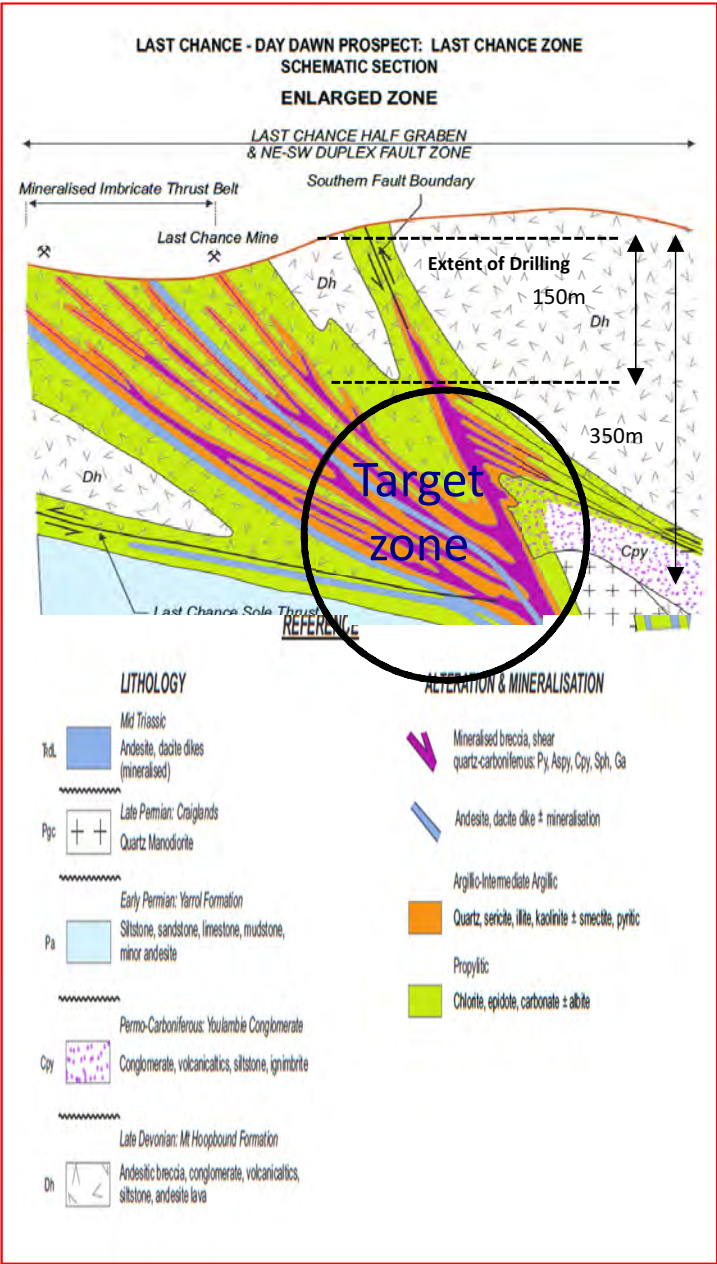 LAST CHANCE - DAY DAWN PROSPECT: LAST CHANCE ZONE
SCHEMATIC SECTION
ENLARGED ZONE
LAST CHANCE HALF GRABEN
& NE-SW DUPLEX FAULT ZONE
Mineralised Imbricate Thrust Belt
Southern Fault Boundary
Last Chance Mine
Extent of Drilling
150m
Dh
Dh
350m
Dh
Target
zone
Cpy
Last Chance Sole Thrust
REFERENCE
LITHOLOGY
Mid Triassic
TrdL
Andesite, dacite dikes
(mineralised)
Late Permian: Craiglands
Pgc
Quartz Manodiorite
Early Permian: Yarrol Formation
Pa
Siltstone, sandstone, limestone, mudstone,
minor andesite
Permo-Carboniferous: Youlambie Conglomerate
Cpy
Conglomerate, volcanicaltics, siltstone, ignimbrite
Late Devonian: Mt Hoopbound Formation
Dh
Andesitic breccia, conglomerate, volcanicaltics,
siltstone, andesite lava
ALTERATION & MINERALISATION
Mineralised breccia, shear
quartz-carboniferous: Py, Aspy, Cpy, Sph, Ga
Andesite, dacite dike ± mineralisation
Argillic-Intermediate Argillic
Quartz, sericite, illite, kaolinite ± smectite, pyritic
Propylitic
Chlorite, epidote, carbonate ± albite